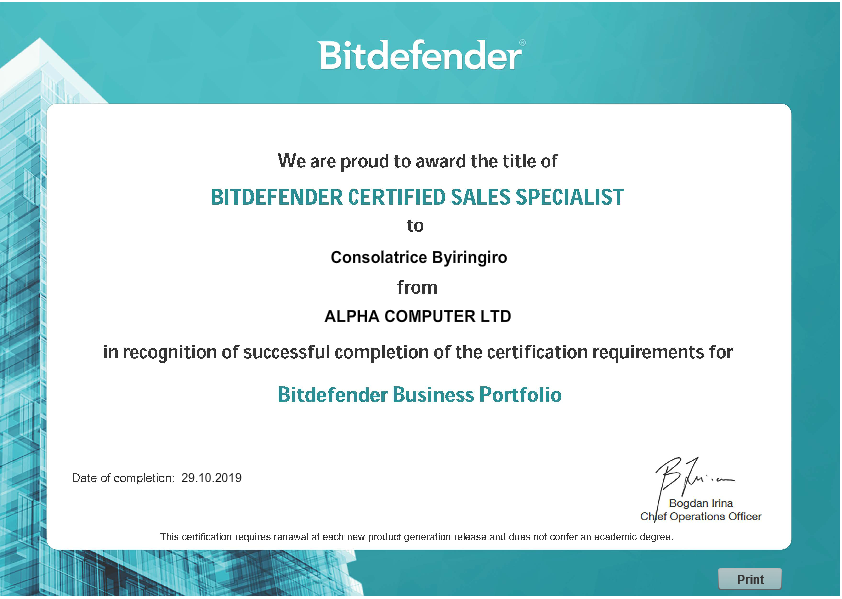 Bitdefender®
We are proud to award the title of
BITDEFENDER CERTIFIED SALES SPECIALIST
to
Consolatrice Byiringiro
from
ALPHA COMPUTER LTD
in recognition of successful completion of the certification requirements for
Bitdefender Business Portfolio
Date of completion: 29.10.2019
Bogdan Irina
Chief Operations Officer
This certification requires ranawal at each new product generation release and does not confer an academic degree.
Print